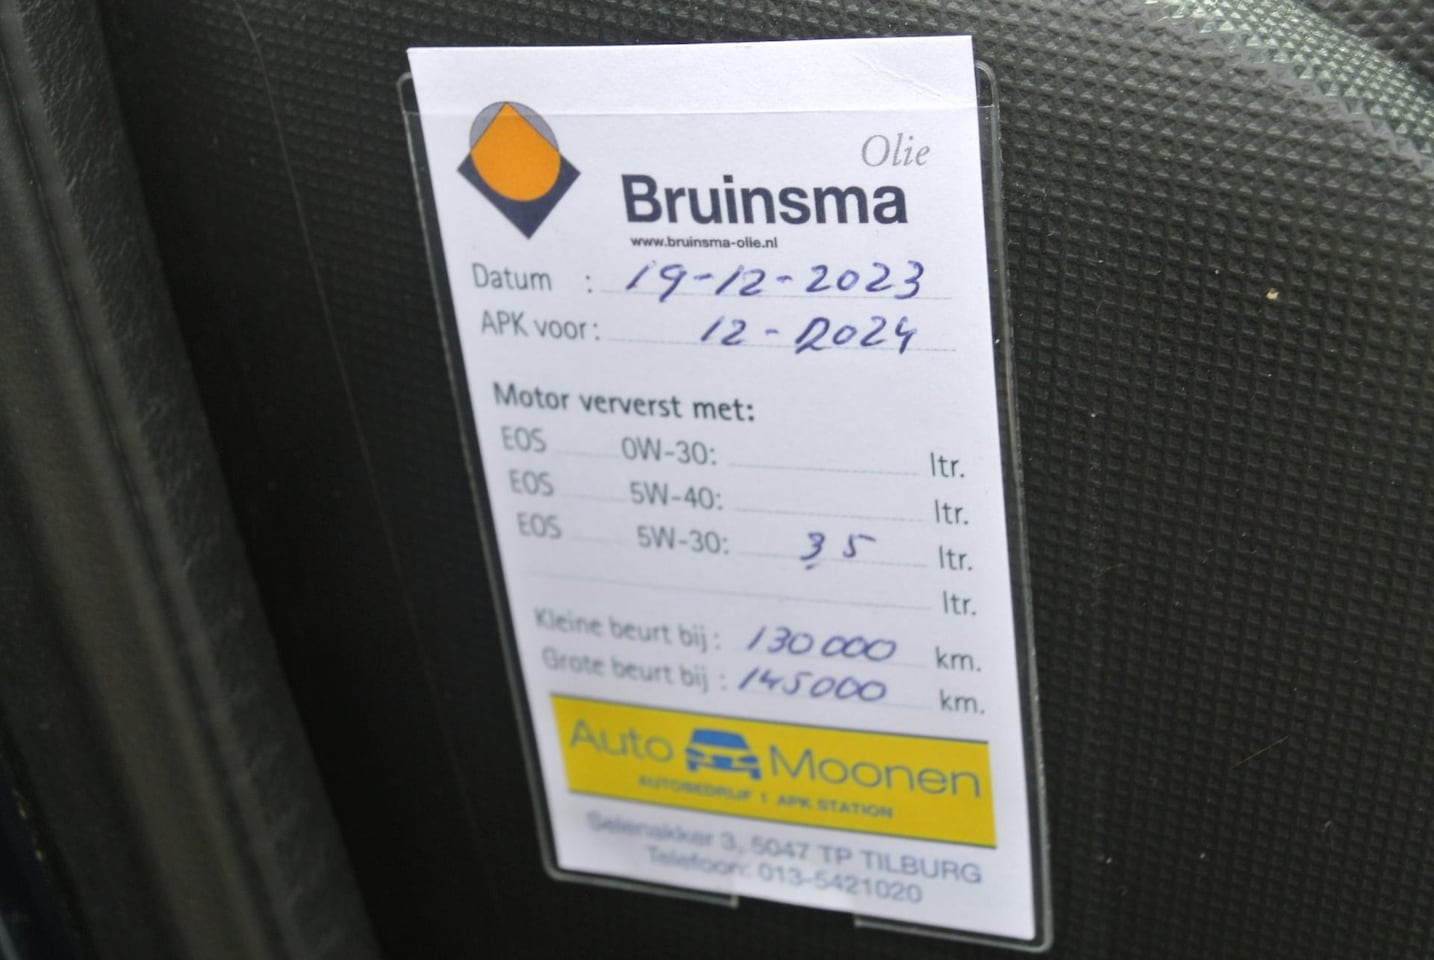 Olie
Bruinsma
www.bruinsma-olie.nl
Datum : 19-12-2023
APK voor: 12-2024
Motor ververst met:
EOS 0W-30: ltr.
EOS 5W-40: ltr.
EOS 5W-30: 3,5 ltr.
ltr.
Kleine beurt bij: 130000 km.
Grote beurt bij: 145000 km.
Auto Moonen
AUTOBEDRIJF | APK-STATION
Selenakker 3, 5047 TP TILBURG
Telefoon: 013-5421020